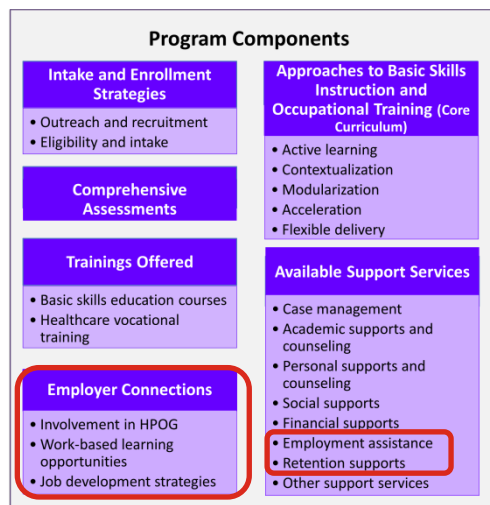 Program Components
Intake and Enrollment
Strategies
• Outreach and recruitment
• Eligibility and intake
Comprehensive
Assessments
Trainings Offered
• Basic skills education courses
• Healthcare vocational
training
Employer Connections
• Involvement in HPOG
• Work-based learning
opportunities
• Job development strategies
Approaches to Basic Skills
Instruction and
Occupational Training (Core
Curriculum)
• Active learning
• Contextualization
• Modularization
• Acceleration
• Flexible delivery
Available Support Services
• Case management
• Academic supports and
counseling
• Personal supports and
counseling
• Social supports
• Financial supports
• Employment assistance
• Retention supports
• Other support services